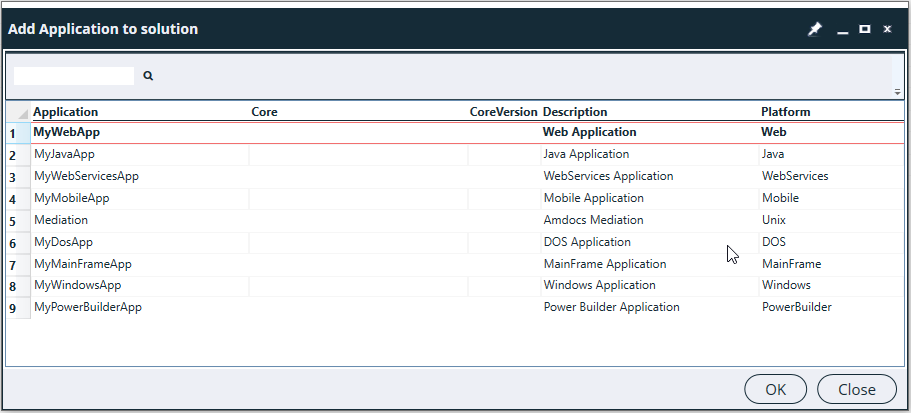 Add Application to solution
Application Core CoreVersion Description Platform
1 MyWebApp Web Application Web
2 MyJavaApp Java Application Java
3 MyWebServicesApp WebServices Application WebServices
4 MyMobileApp Mobile Application Mobile
5 Mediation Amdocs Mediation Unix
6 MyDosApp DOS Application DOS
7 MyMainFrameApp MainFrame Application MainFrame
8 MyWindowsApp Windows Application Windows
9 MyPowerBuilderApp Power Builder Application PowerBuilder
OK Close